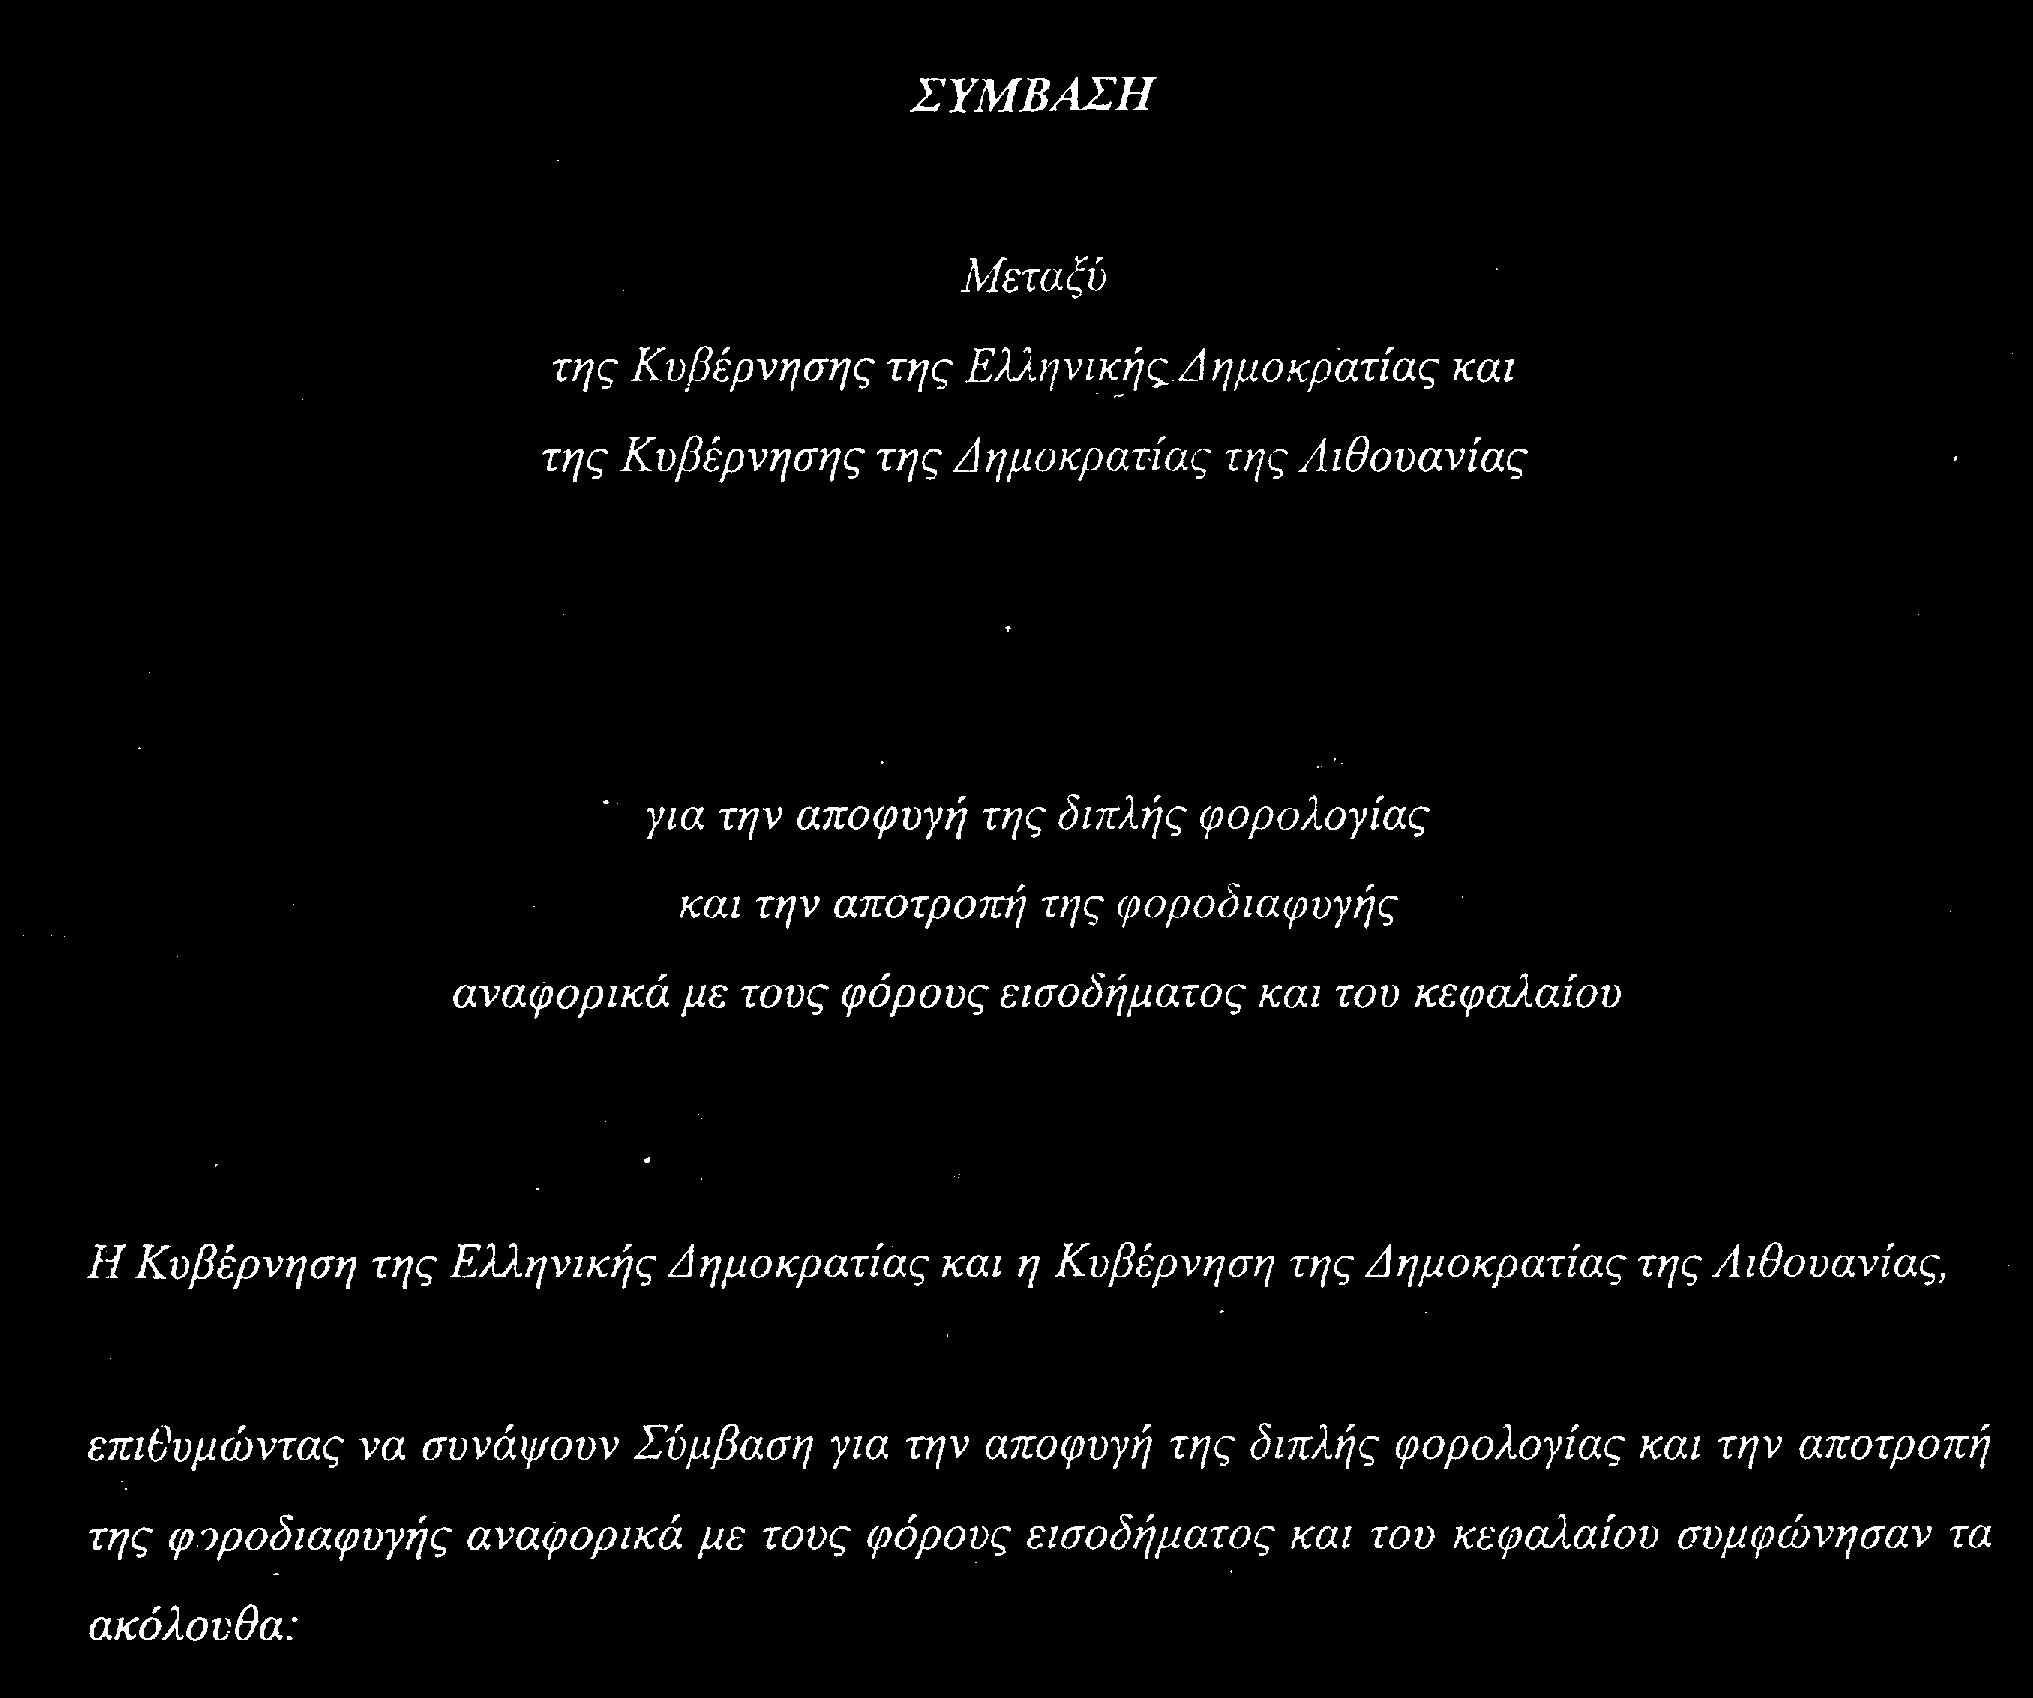 ΣΥΜΒΑΣΗ
Μεταξύ
της Κυβέρνησης της Ελληνικής Δημοκρατίας και
της Κυβέρνησης της Δημοκρατίας της Λιθουανίας
για την αποφυγή της διπλής φορολογίας
και την αποτροπή της φοροδιαφυγής
αναφορικά με τους φόρους εισοδήματος και του κεφαλαίου
Η Κυβέρνηση της Ελληνικής Δημοκρατίας και η Κυβέρνηση της Δημοκρατίας της Λιθουανίας,
επιθυμώντας να συνάψουν Σύμβαση για την αποφυγή της διπλής φορολογίας και την αποτροπή
της φοροδιαφυγής αναφορικά με τους φόρους εισοδήματος και του κεφαλαίου συμφώνησαν τα
ακόλουθα: